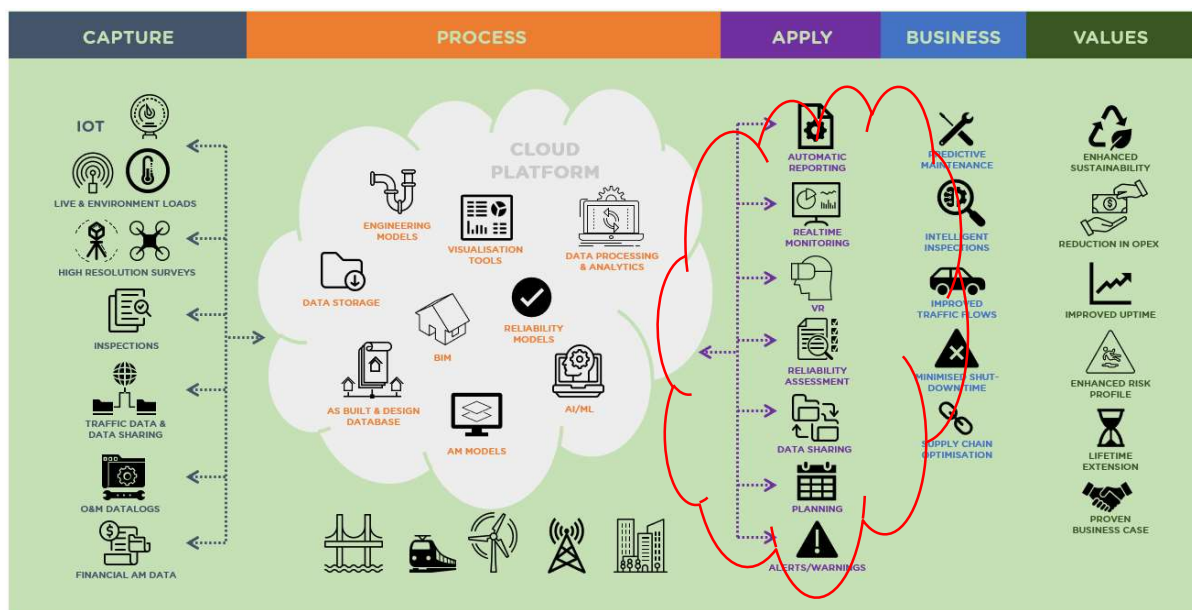 CAPTURE
PROCESS
APPLY
BUSINESS
VALUES
IOT
LIVE & ENVIRONMENT LOADS
HIGH RESOLUTION SURVEYS
INSPECTIONS
TRAFFIC DATA &
DATA SHARING
O&M DATALOGS
FINANCIAL AM DATA
CLOUD
PLATFORM
ENGINEERING
MODELS
VISUALISATION
TOOLS
DATA PROCESSING
& ANALYTICS
DATA STORAGE
BIM
RELIABILITY
MODELS
AS BUILT & DESIGN
DATABASE
AM MODELS
AI/ML
AUTOMATIC
REPORTING
REALTIME
MONITORING
VR
RELIABILITY
ASSESSMENT
DATA SHARING
PLANNING
ALERTS/WARNINGS
PREDICTIVE
MAINTENANCE
INTELLIGENT
INSPECTIONS
IMPROVED
TRAFFIC FLOWS
MINIMISED SHUT-
DOWN TIME
SUPPLY CHAIN
OPTIMISATION
ENHANCED
SUSTAINABILITY
REDUCTION IN OPEX
IMPROVED UPTIME
ENHANCED RISK
PROFILE
LIFETIME
EXTENSION
PROVEN
BUSINESS CASE